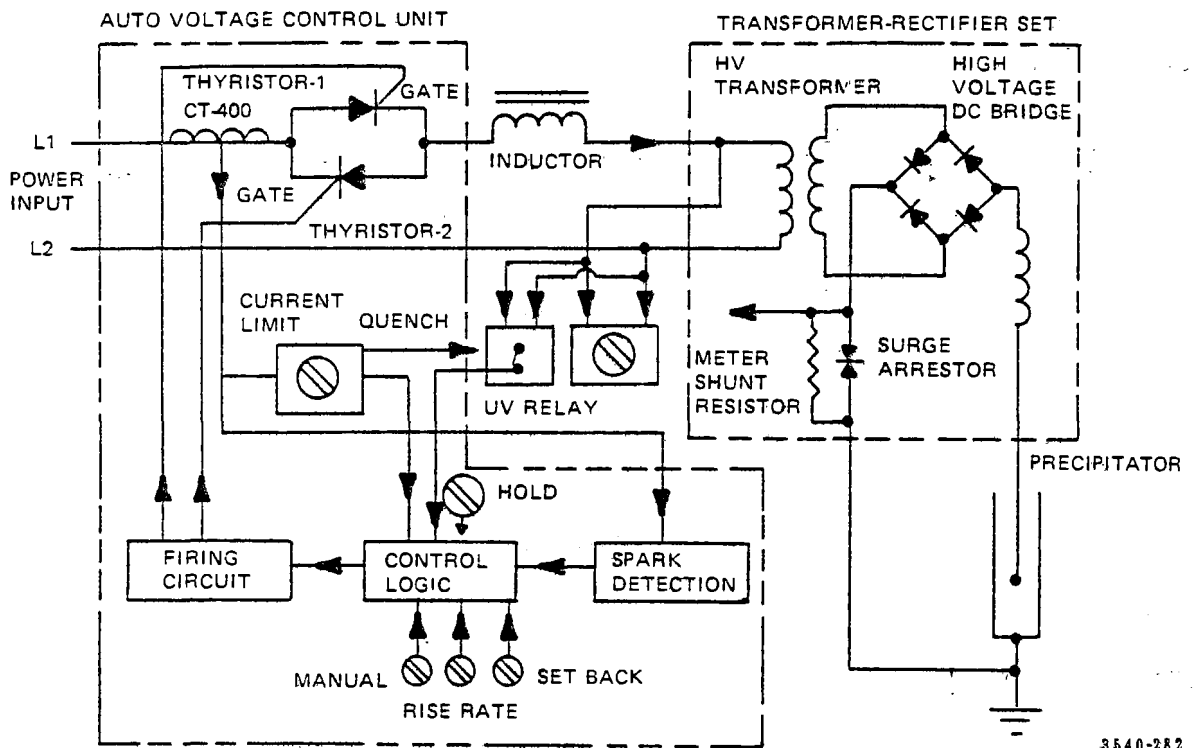 AUTO VOLTAGE CONTROL UNIT
TRANSFORMER-RECTIFIER SET
THYRISTOR-1
CT-400
GATE
HV
TRANSFORMER
HIGH
VOLTAGE
DC BRIDGE
L1
POWER
INPUT
INDUCTOR
GATE
THYRISTOR-2
L2
CURRENT
LIMIT
QUENCH
UV RELAY
METER
SHUNT
RESISTOR
SURGE
ARRESTOR
PRECIPITATOR
HOLD
FIRING
CIRCUIT
CONTROL
LOGIC
SPARK
DETECTION
MANUAL
SET BACK
RISE RATE
3540-282